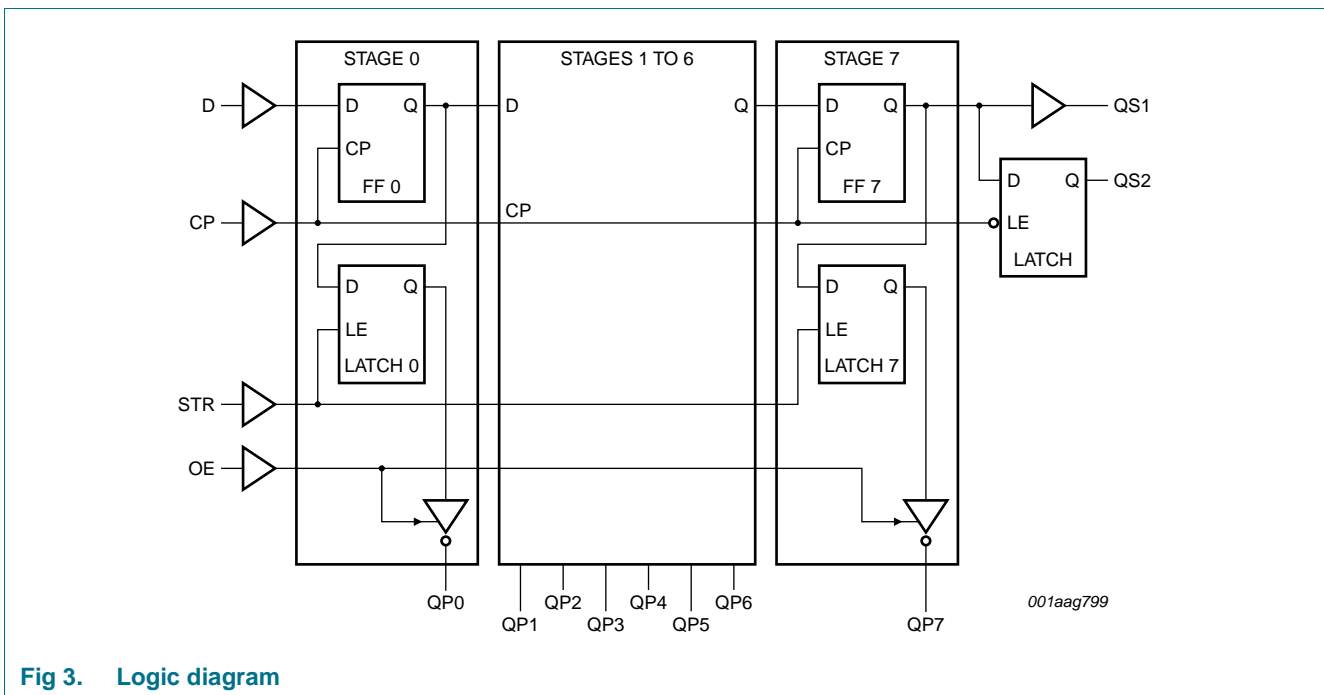 STAGE 0
STAGES 1 TO 6
STAGE 7
D
D
Q
D
Q
D
Q
QS1
CP
CP
FF 0
FF 7
D
Q
QS2
CP
CP
LE
LATCH
D
Q
D
Q
LE
LE
LATCH 0
LATCH 7
STR
OE
QP0
QP2
QP4
QP6
QP1
QP3
QP5
QP7
001aag799
Fig 3. Logic diagram